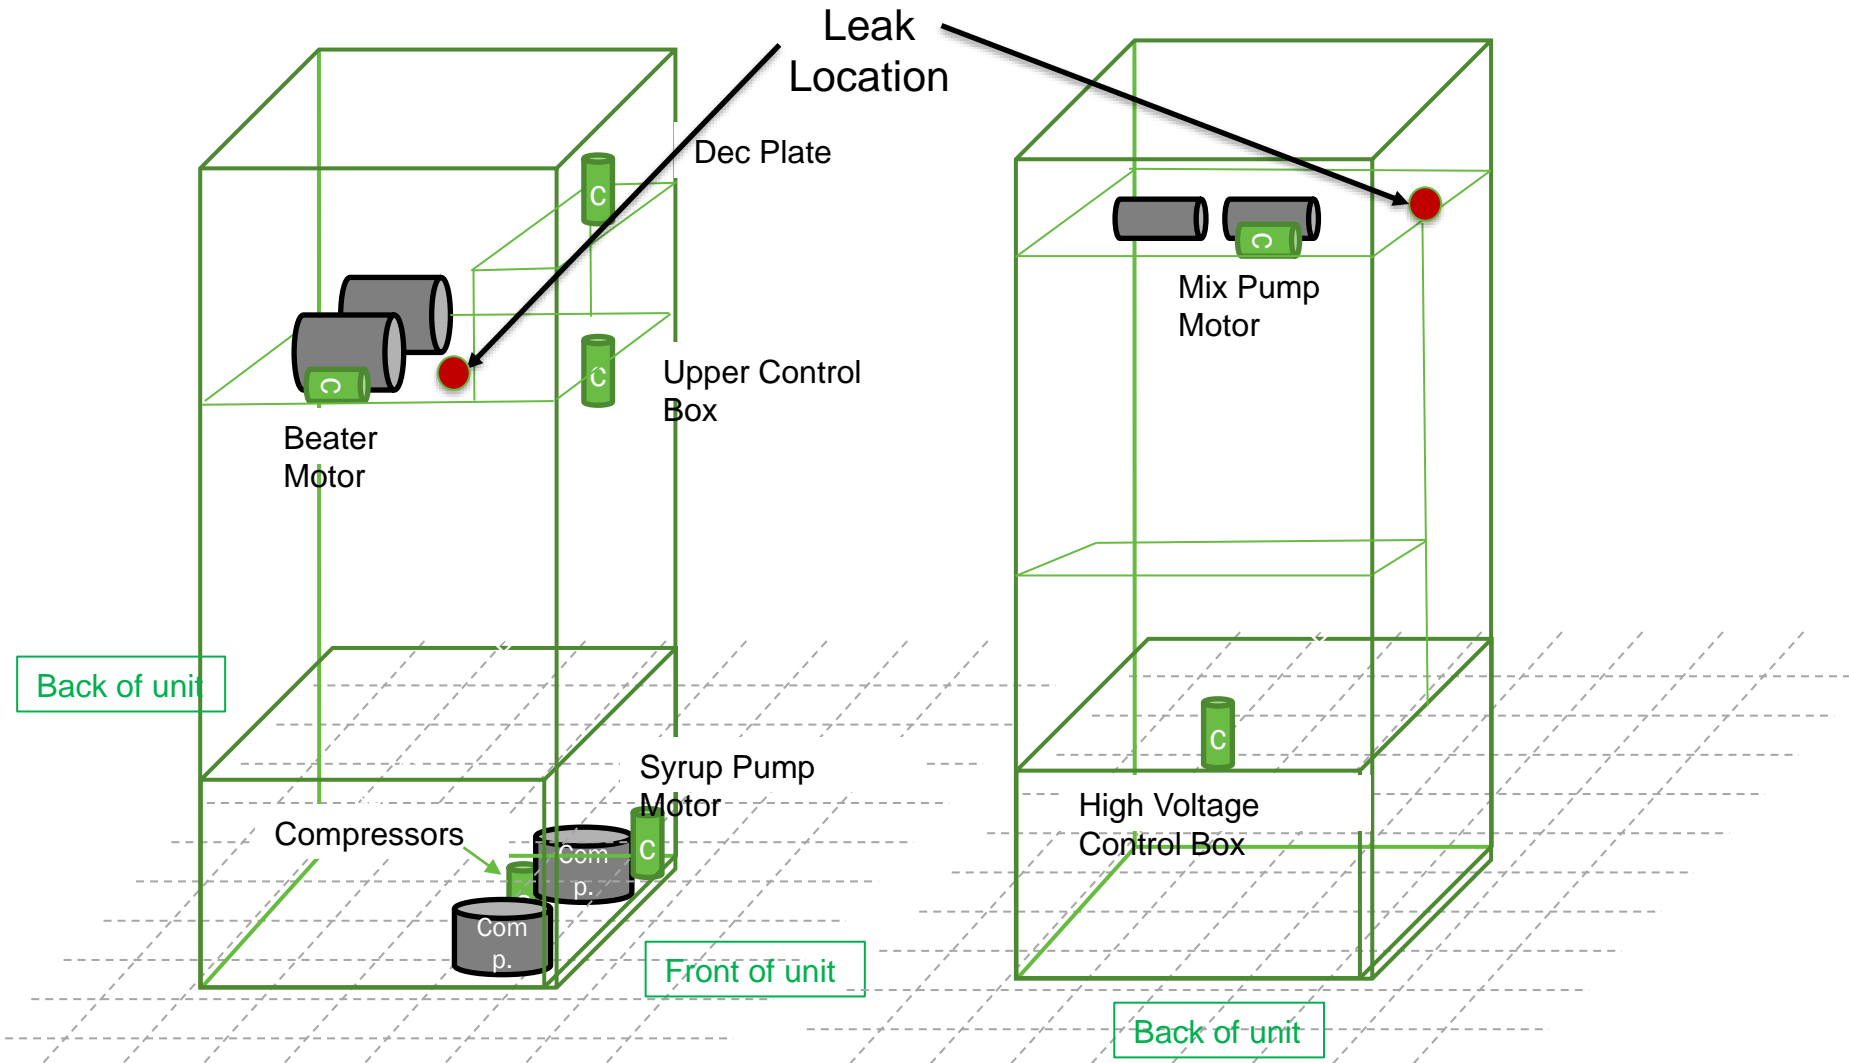 Leak
Location
Dec Plate
C
C
Upper Control
Box
C
Beater
Motor
C
Mix Pump
Motor
Back of unit
Syrup Pump
Motor
Compressors
Com
p.
C
Com
p.
Front of unit
C
High Voltage
Control Box
Back of unit